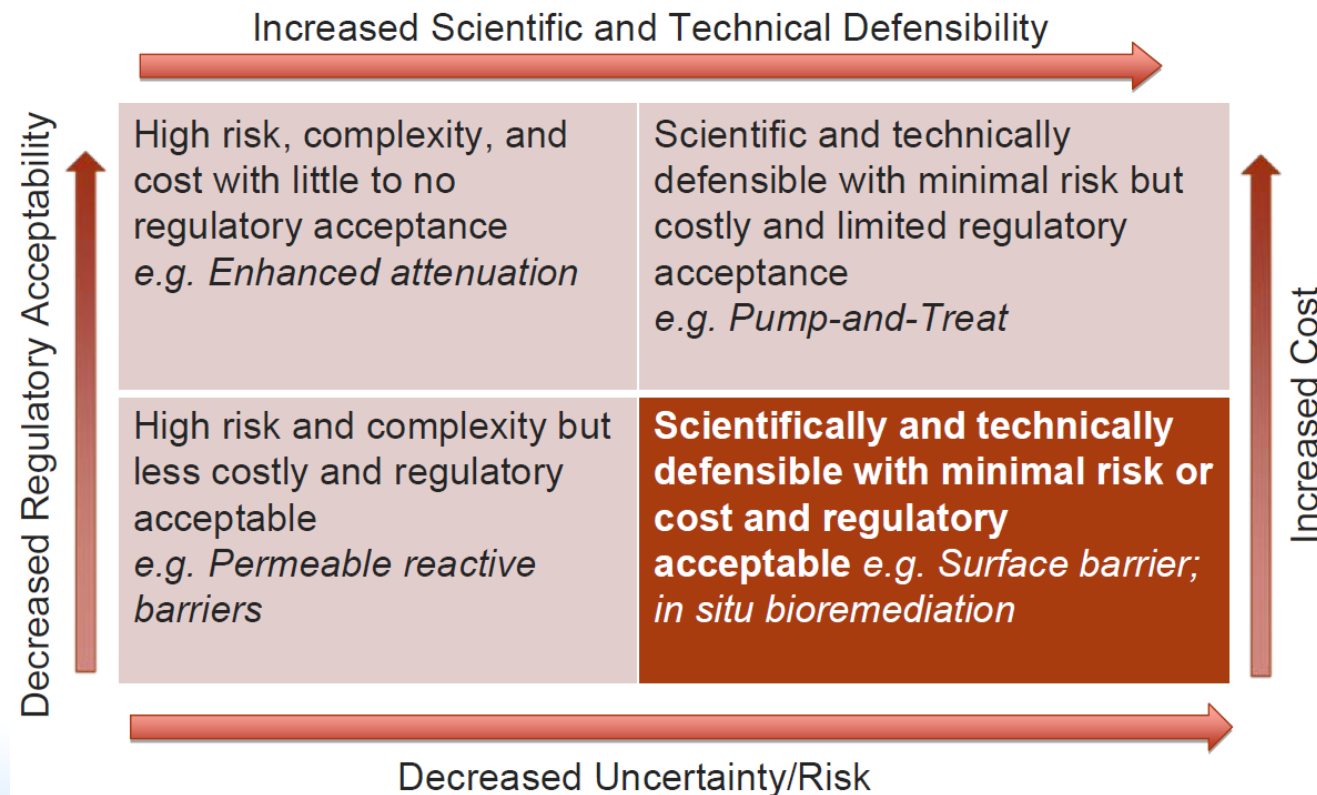 Increased Scientific and Technical Defensibility
Decreased Regulatory Acceptability
High risk, complexity, and
cost with little to no
regulatory acceptance
e.g. Enhanced attenuation
Scientific and technically
defensible with minimal risk but
costly and limited regulatory
acceptance
e.g. Pump-and-Treat
High risk and complexity but
less costly and regulatory
acceptable
e.g. Permeable reactive
barriers
Scientifically and technically
defensible with minimal risk or
cost and regulatory
acceptable e.g. Surface barrier;
in situ bioremediation
Increased Cost
Decreased Uncertainty/Risk